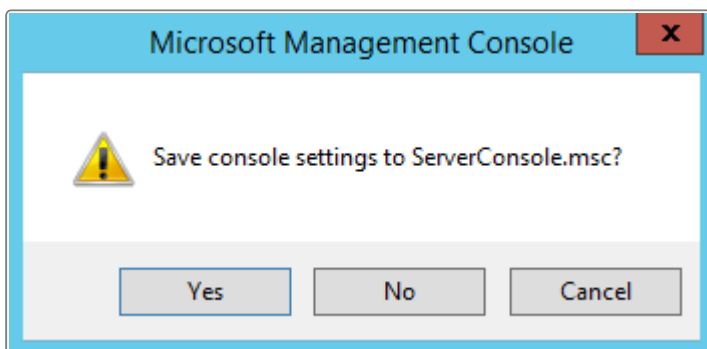 Microsoft Management Console
x
Save console settings to ServerConsole.msc?
Yes No Cancel